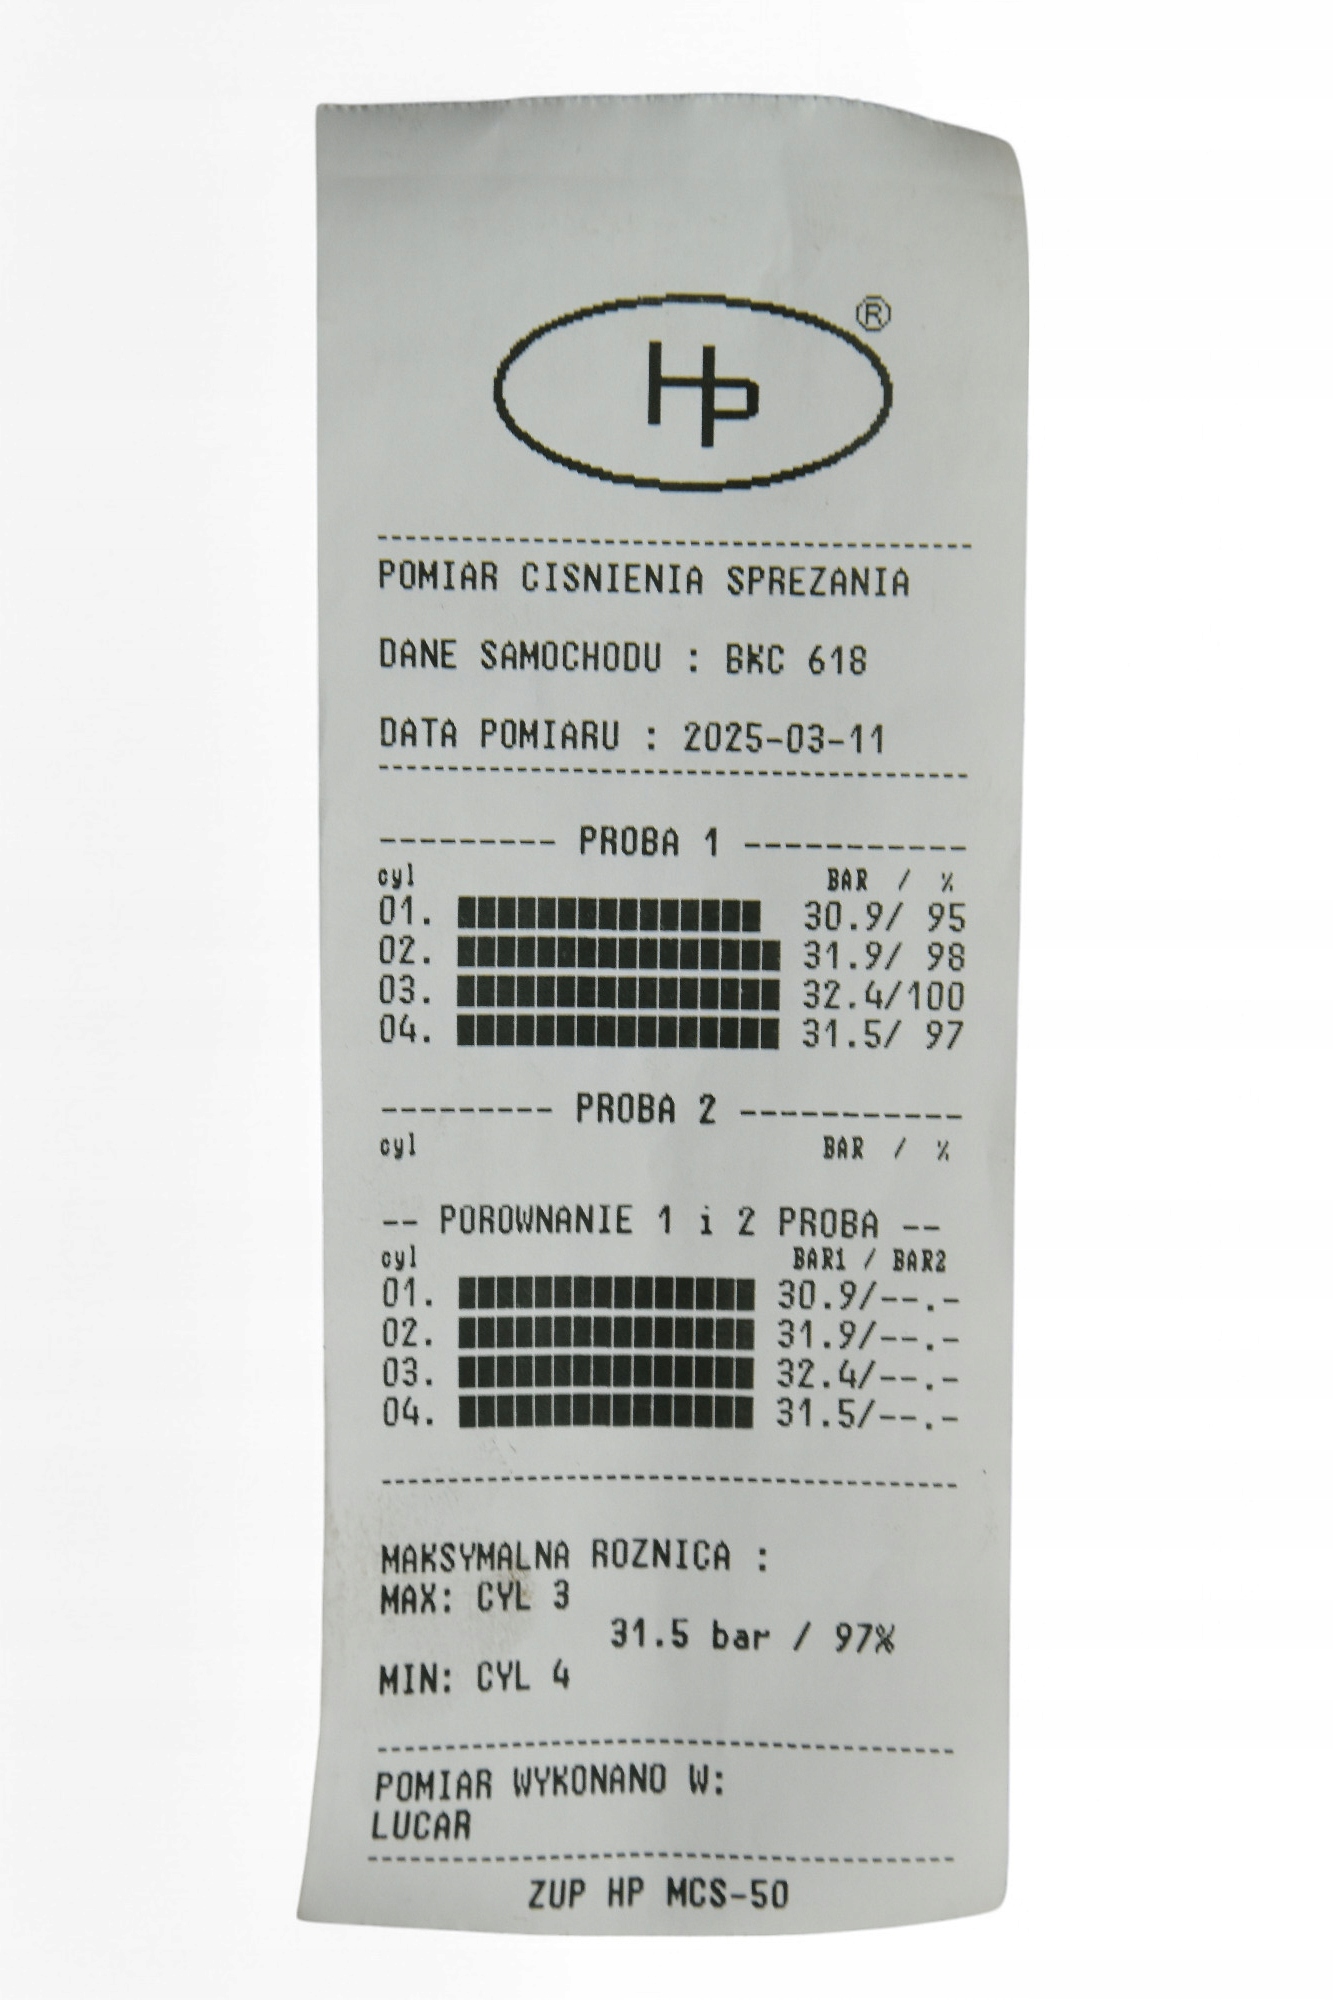 Hp ®
POMIAR CISNIENIA SPREZANIA
DANE SAMOCHODU : BKC 618
DATA POMIARU : 2025-03-11
--------- PROBA 1 -----------
cyl BAR / %
01. 30.9/ 95
02. 31.9/ 98
03. 32.4/100
04. 31.5/ 97
--------- PROBA 2 -----------
cyl BAR / %
-- POROWNANIE 1 i 2 PROBA --
cyl BAR1 / BAR2
01. 30.9/--.-
02. 31.9/--.-
03. 32.4/--.-
04. 31.5/--.-
MAKSYMALNA ROZNICA :
MAX: CYL 3
31.5 bar / 97%
MIN: CYL 4
POMIAR WYKONANO W:
LUCAR
ZUP HP MCS-50